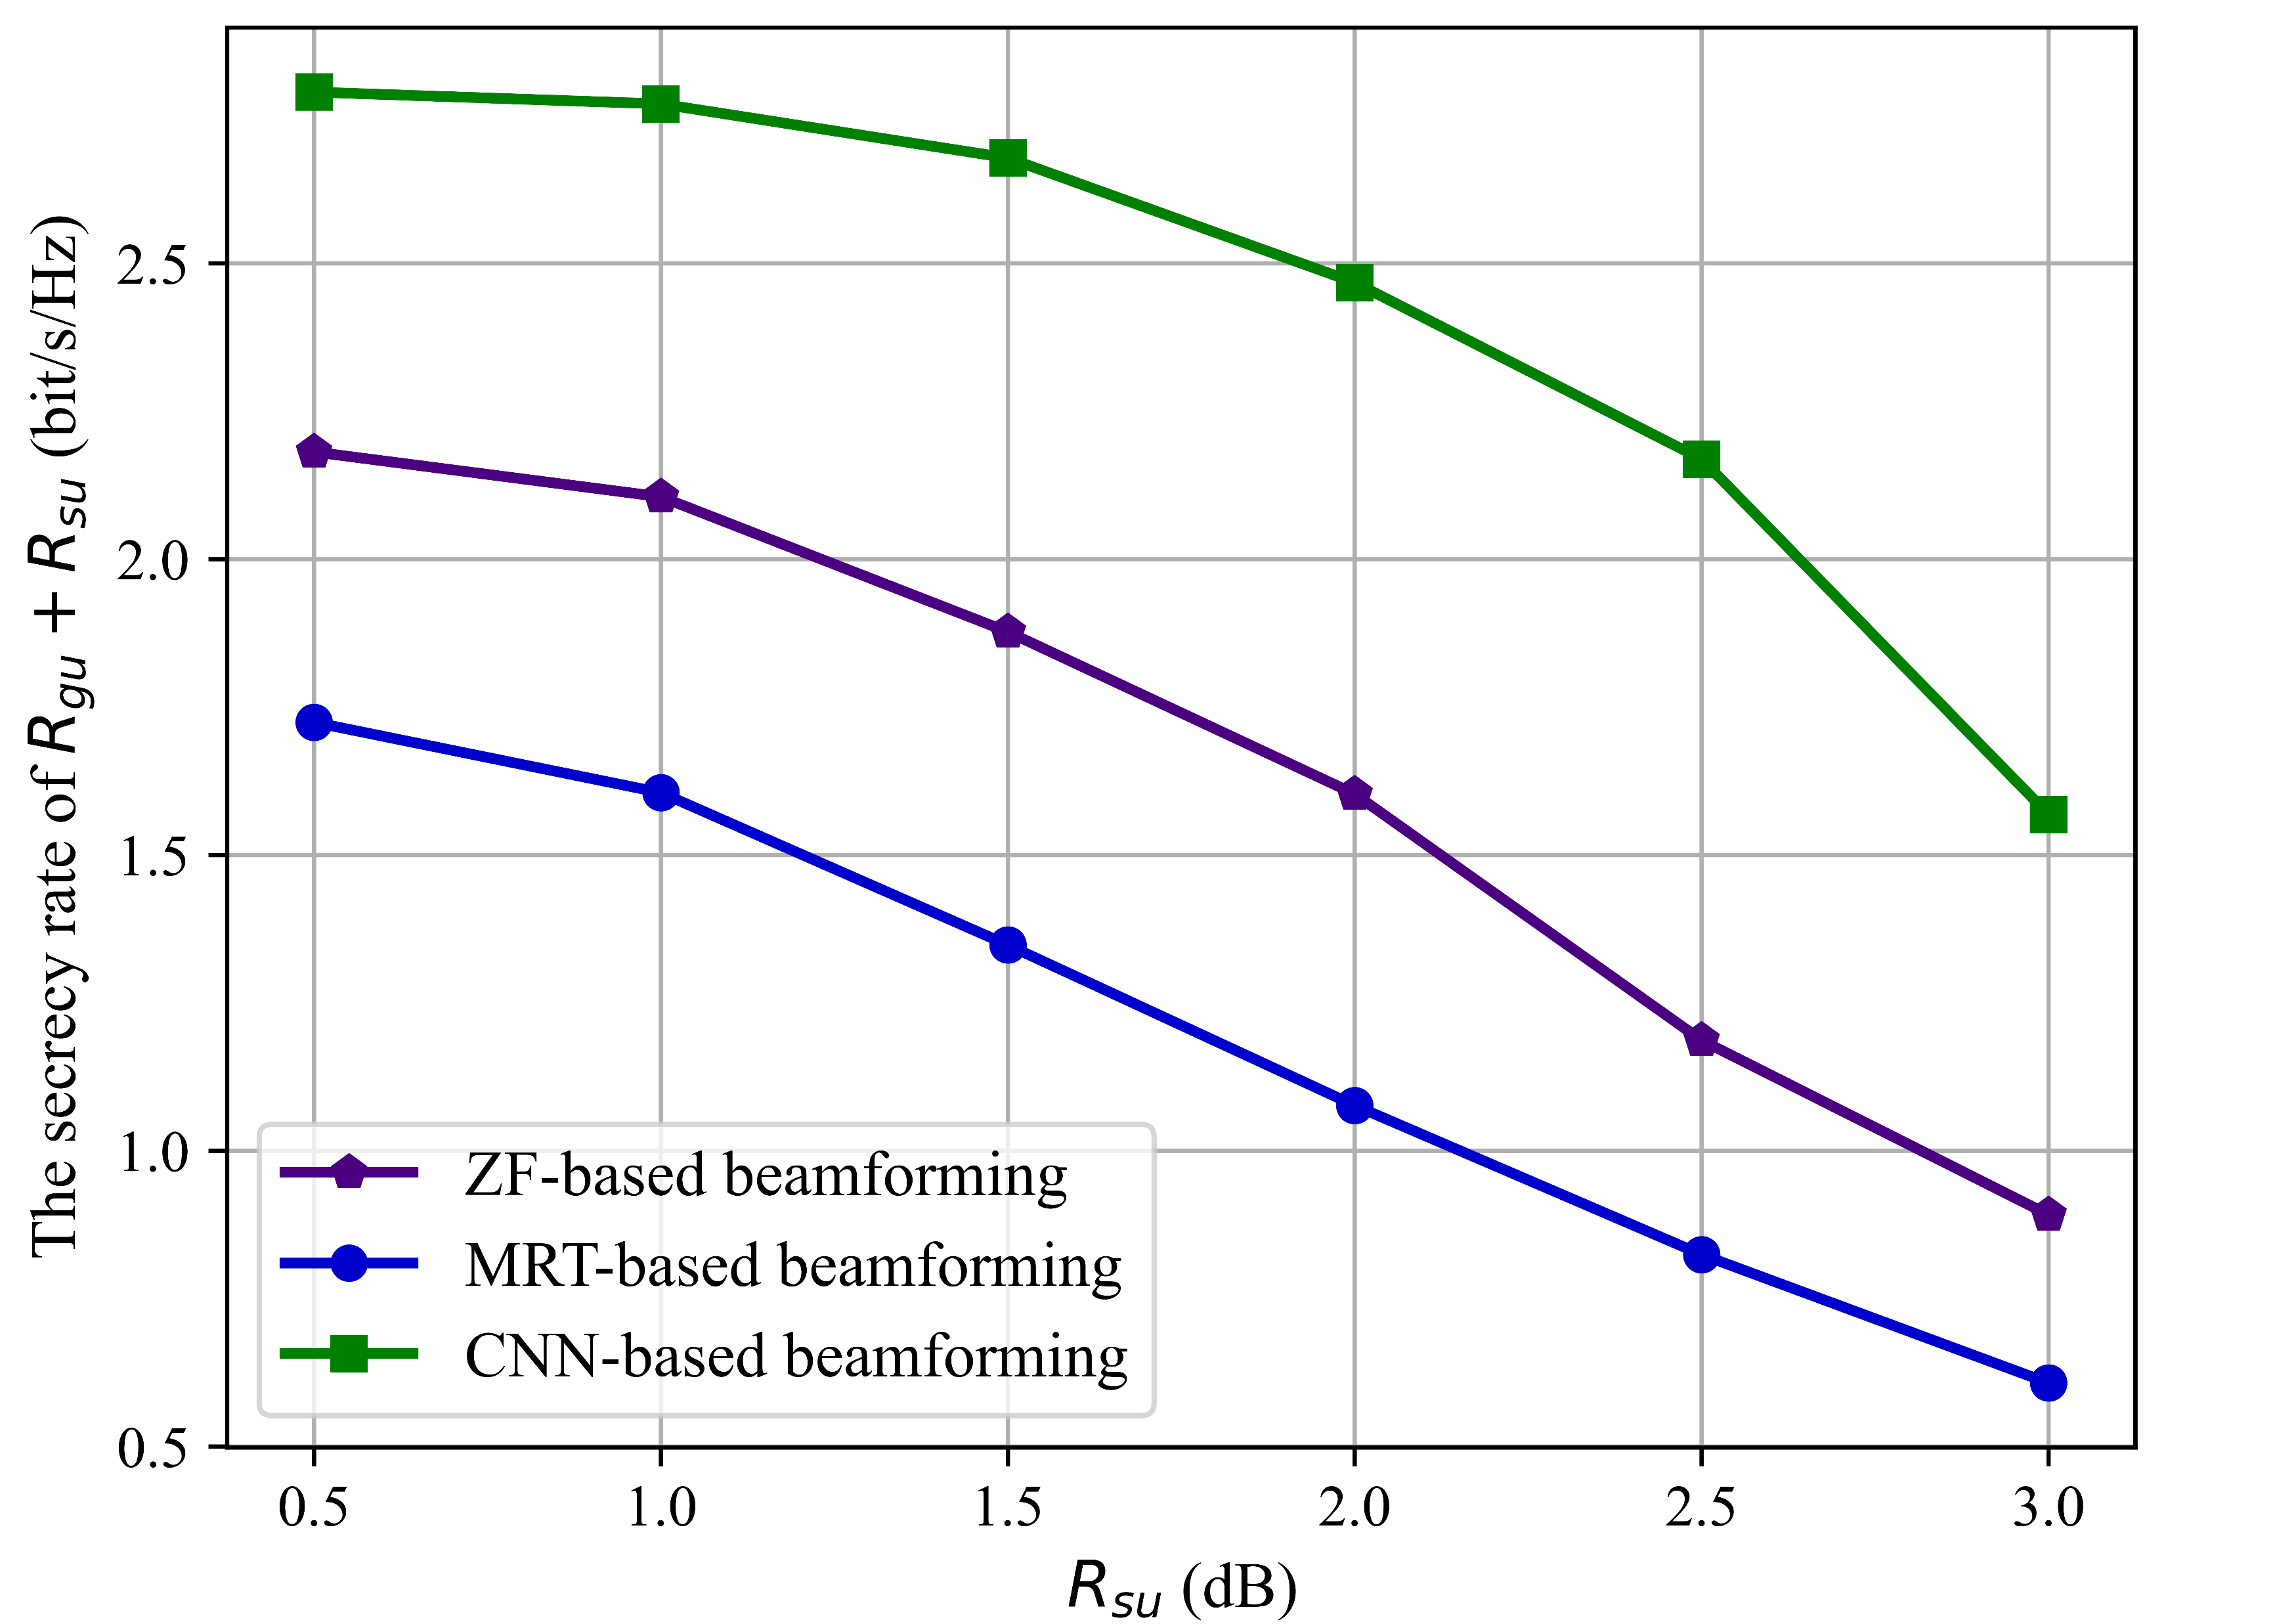 The secrecy rate of R_gu + R_su (bit/s/Hz)
2.5
2.0
1.5
1.0
0.5
ZF-based beamforming
MRT-based beamforming
CNN-based beamforming
0.5 1.0 1.5 2.0 2.5 3.0
R_su (dB)